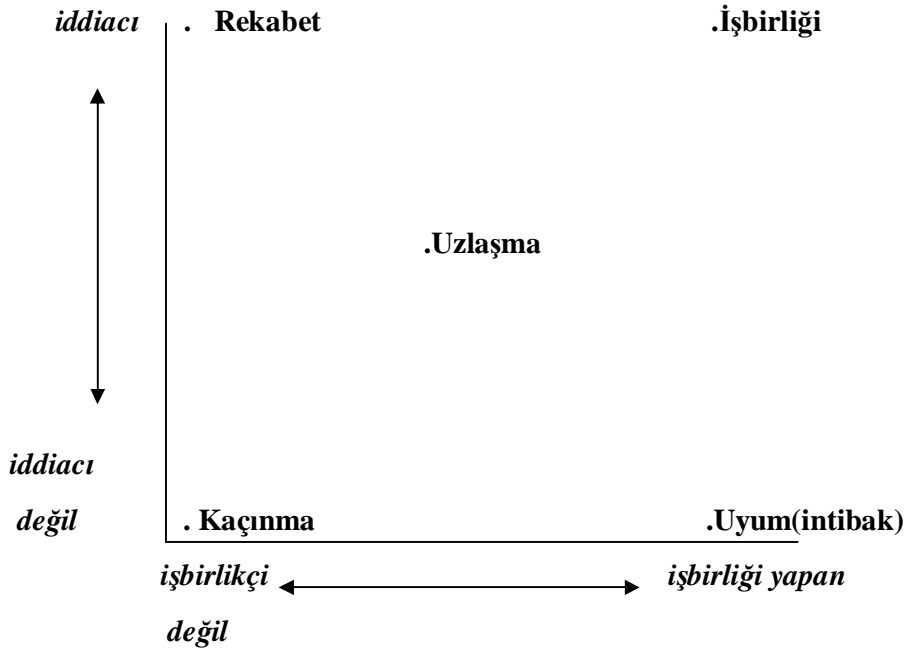 iddiacı . Rekabet .İşbirliği
.Uzlaşma
iddiacı
değil . Kaçınma .Uyum(intibak)
işbirlikçi işbirliği yapan
değil